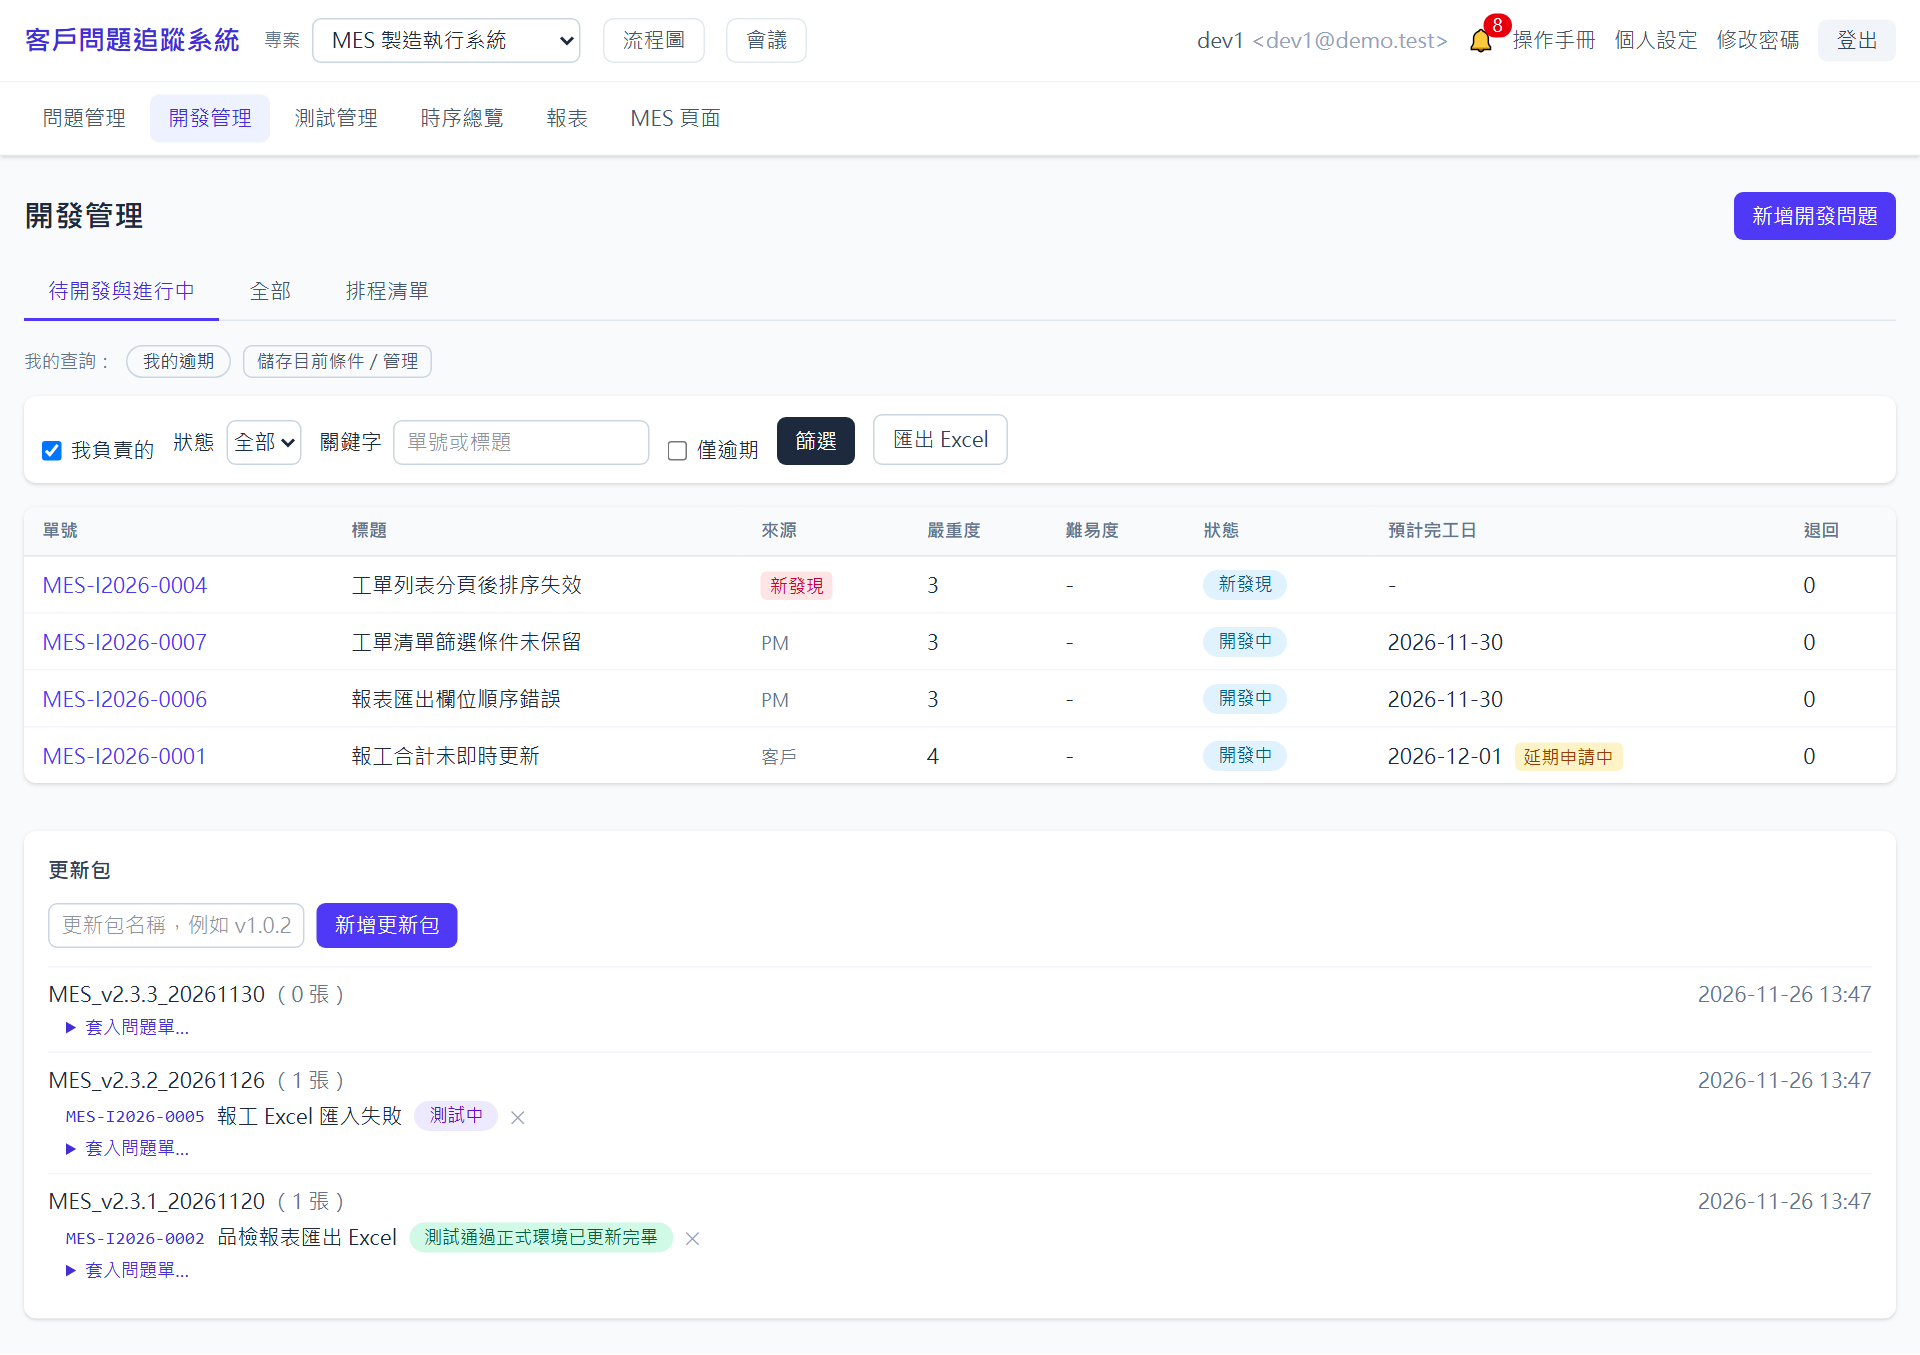 客戶問題追蹤系統 專案 MES 製造執行系統 流程圖 會議 dev1 <dev1@demo.test> 8 操作手冊 個人設定 修改密碼 登出
問題管理 開發管理 測試管理 時序總覽 報表 MES 頁面
開發管理 新增開發問題
待開發與進行中 全部 排程清單
我的查詢： 我的逾期 儲存目前條件 / 管理
我負責的 狀態 全部 關鍵字 單號或標題 僅逾期 篩選 匯出 Excel
單號 標題 來源 嚴重度 難易度 狀態 預計完工日 退回
MES-I2026-0004 工單列表分頁後排序失效 新發現 3 - 新發現 - 0
MES-I2026-0007 工單清單篩選條件未保留 PM 3 - 開發中 2026-11-30 0
MES-I2026-0006 報表匯出欄位順序錯誤 PM 3 - 開發中 2026-11-30 0
MES-I2026-0001 報工合計未即時更新 客戶 4 - 開發中 2026-12-01 延期申請中 0
更新包
更新包名稱，例如 v1.0.2 新增更新包
MES_v2.3.3_20261130 （0 張） 2026-11-26 13:47
▶ 套入問題單...
MES_v2.3.2_20261126 （1 張） 2026-11-26 13:47
MES-I2026-0005 報工 Excel 匯入失敗 測試中 ×
▶ 套入問題單...
MES_v2.3.1_20261120 （1 張） 2026-11-26 13:47
MES-I2026-0002 品檢報表匯出 Excel 測試通過正式環境已更新完畢 ×
▶ 套入問題單...